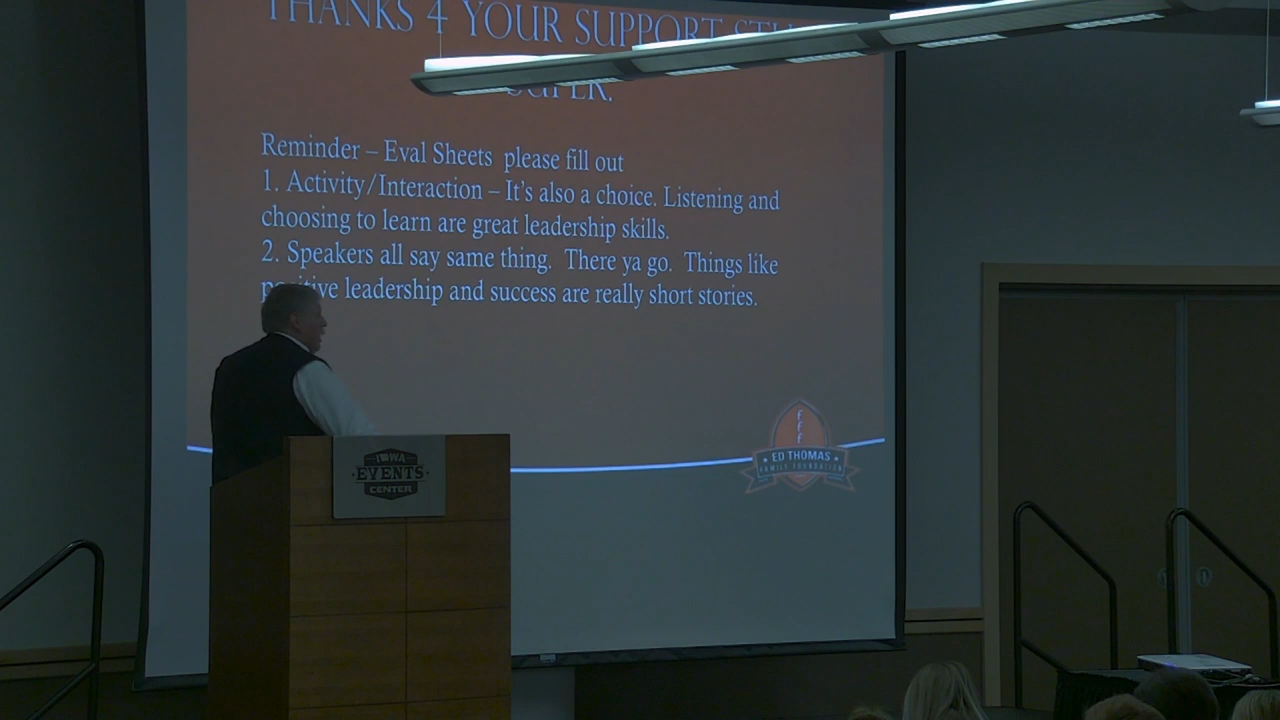 THANKS 4 YOUR SUPPORT
Reminder – Eval Sheets please fill out
1. Activity/Interaction – It's also a choice. Listening and
choosing to learn are great leadership skills.
2. Speakers all say same thing. There ya go. Things like
positive leadership and success are really short stories.
F
F
F
ED THOMAS
FAMILY FOUNDATION
IOWA
EVENTS
CENTER